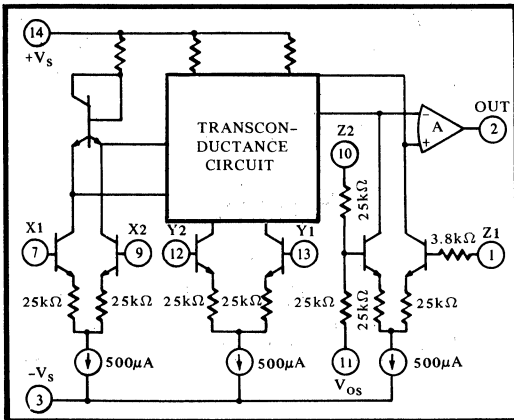 14
+VS
TRANSCON-
DUCTANCE
CIRCUIT
OUT
A
−
+
2
Z2
10
25kΩ
X1
7
X2
9
Y2
12
Y1
13
3.8kΩ
Z1
1
25kΩ
25kΩ
25kΩ
25kΩ
25kΩ
25kΩ
25kΩ
11
VOS
500µA
500µA
500µA
−VS
3